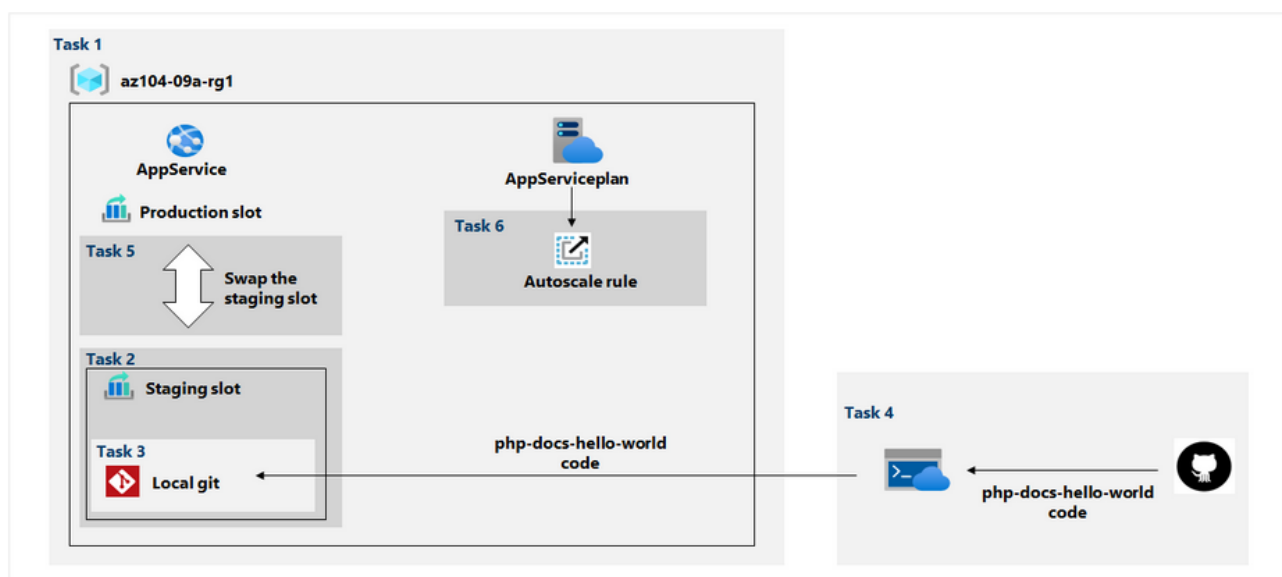 Task 1
az104-09a-rg1
AppService
Production slot
Task 5
Swap the
staging slot
Task 2
Staging slot
Task 3
Local git
AppServiceplan
Task 6
Autoscale rule
php-docs-hello-world
code
Task 4
php-docs-hello-world
code